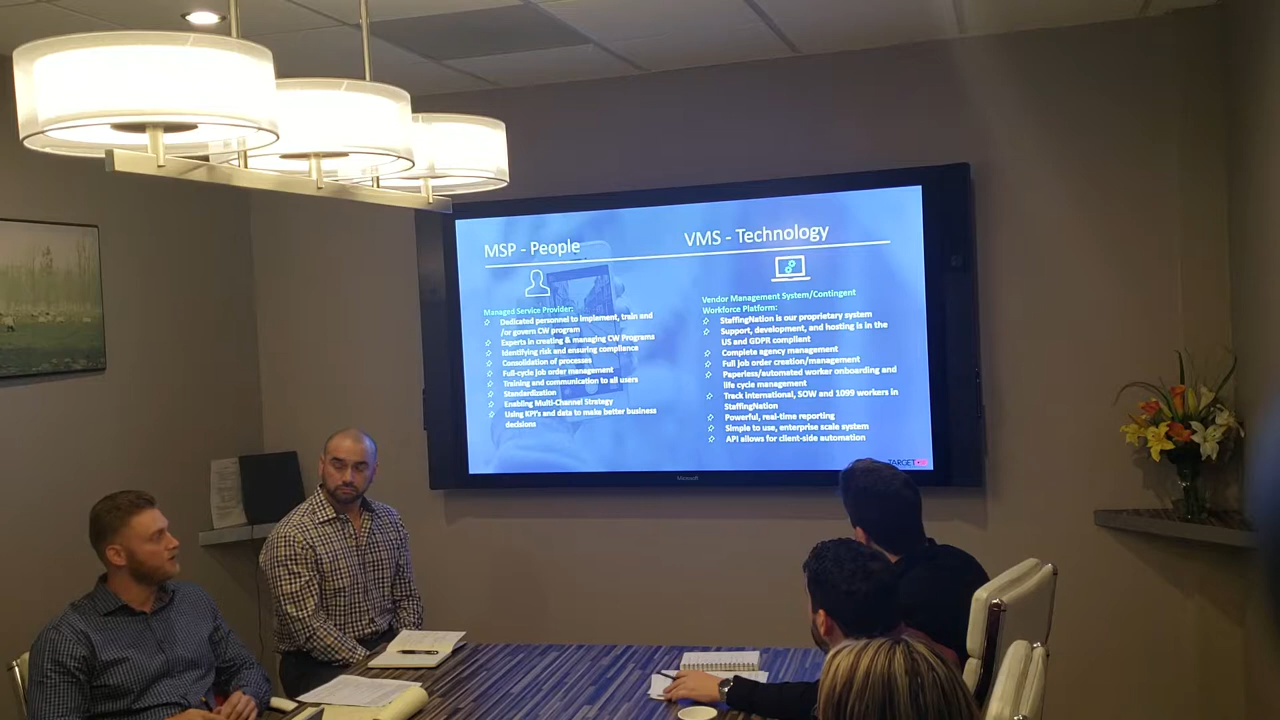 MSP - People
Managed Service Provider:
Dedicated personnel to implement, train and
/or govern CW program
Experts in creating & managing CW Programs
Identifying risk and ensuring compliance
Consolidation of processes
Full-cycle job order management
Training and communication to all users
Standardization
Enabling Multi-Channel Strategy
Using KPI's and data to make better business
decisions
VMS - Technology
Vendor Management System/Contingent
Workforce Platform:
StaffingNation is our proprietary system
Support, development, and hosting is in the
US and GDPR compliant
Complete agency management
Full job order creation/management
Paperless/automated worker onboarding and
life cycle management
Track international, SOW and 1099 workers in
StaffingNation
Powerful, real-time reporting
Simple to use, enterprise scale system
API allows for client-side automation
TARGET
Microsoft